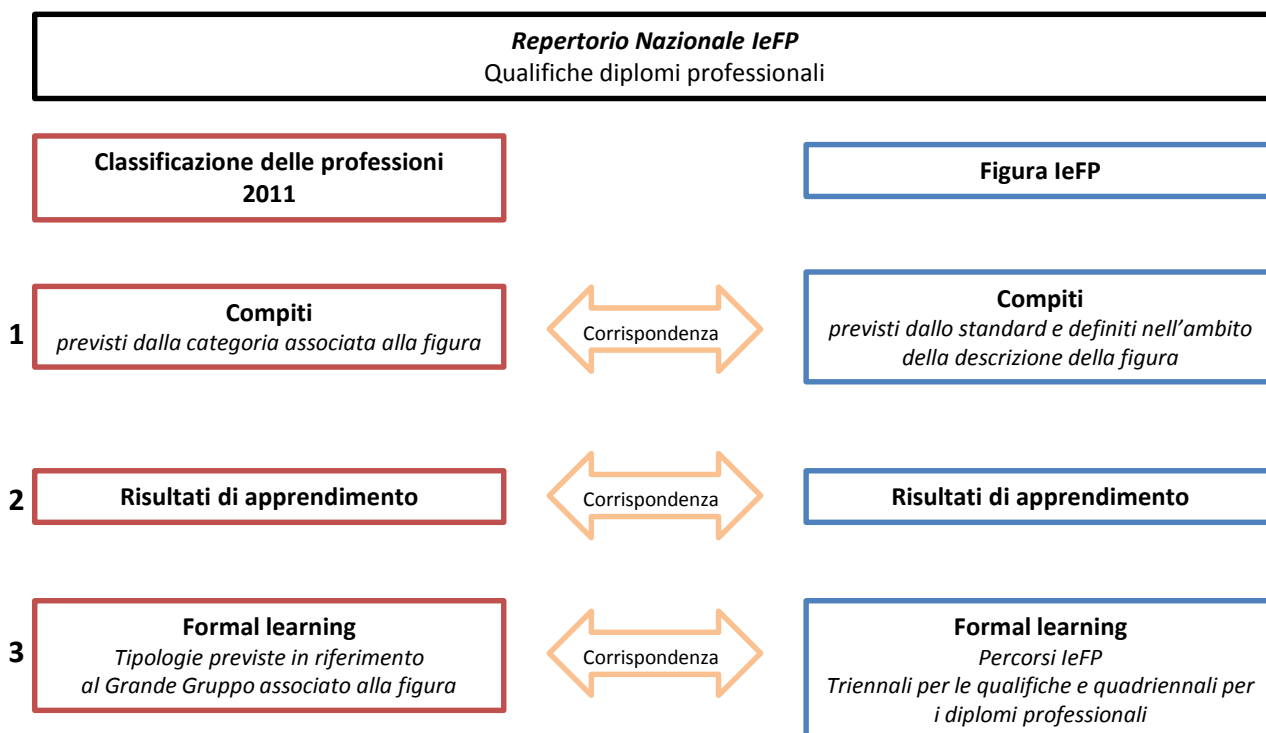 Repertorio Nazionale IeFP
Qualifiche diplomi professionali
Classificazione delle professioni
2011
Figura IeFP
1
Compiti
previsti dalla categoria associata alla figura
Corrispondenza
Compiti
previsti dallo standard e definiti nell'ambito
della descrizione della figura
2
Risultati di apprendimento
Corrispondenza
Risultati di apprendimento
3
Formal learning
Tipologie previste in riferimento
al Grande Gruppo associato alla figura
Corrispondenza
Formal learning
Percorsi IeFP
Triennali per le qualifiche e quadriennali per
i diplomi professionali